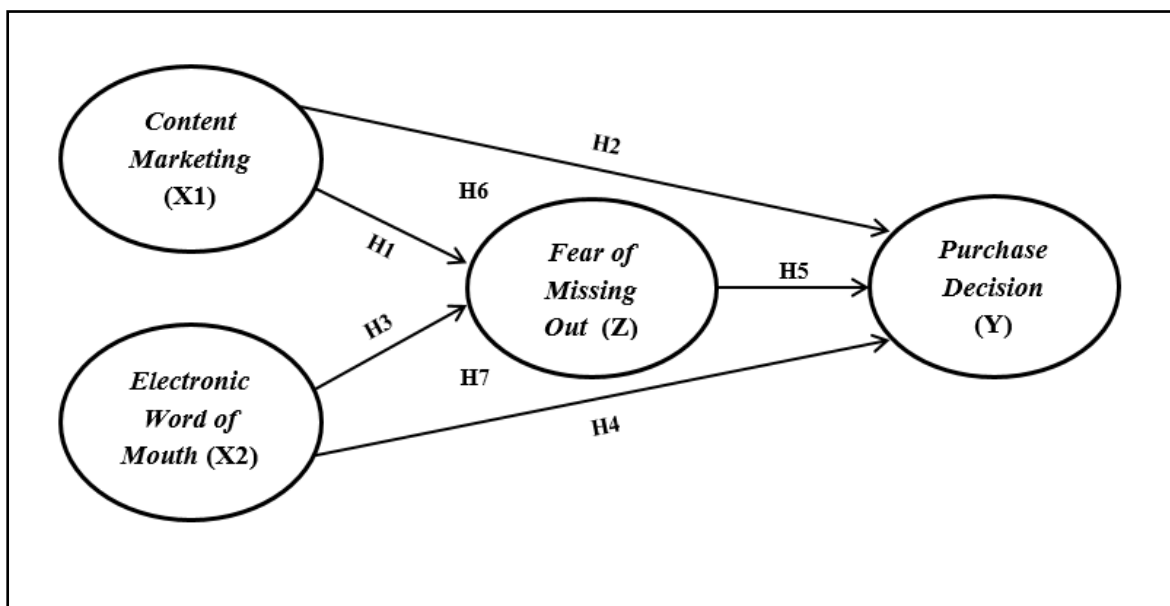 Content
Marketing
(X1)
H2
H6
H1
Fear of
Missing
Out (Z)
H5
Purchase
Decision
(Y)
H3
H7
Electronic
Word of
Mouth (X2)
H4